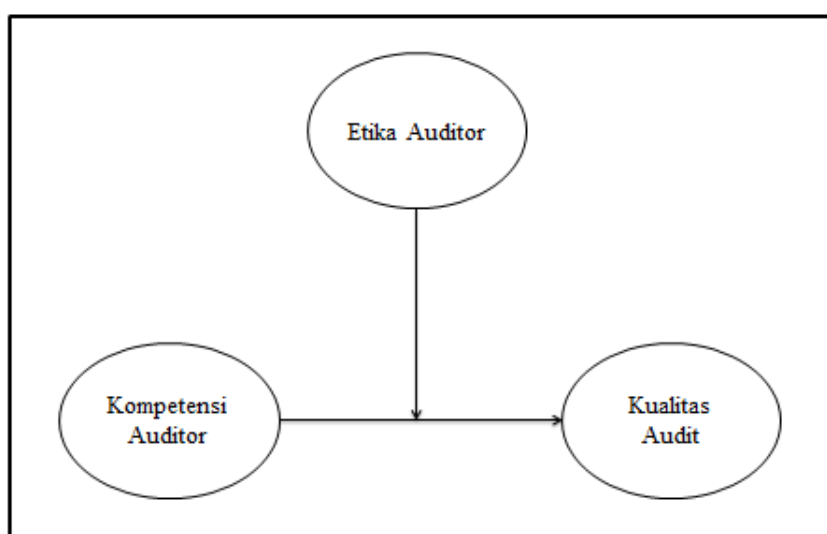 Etika Auditor
Kompetensi
Auditor
Kualitas
Audit